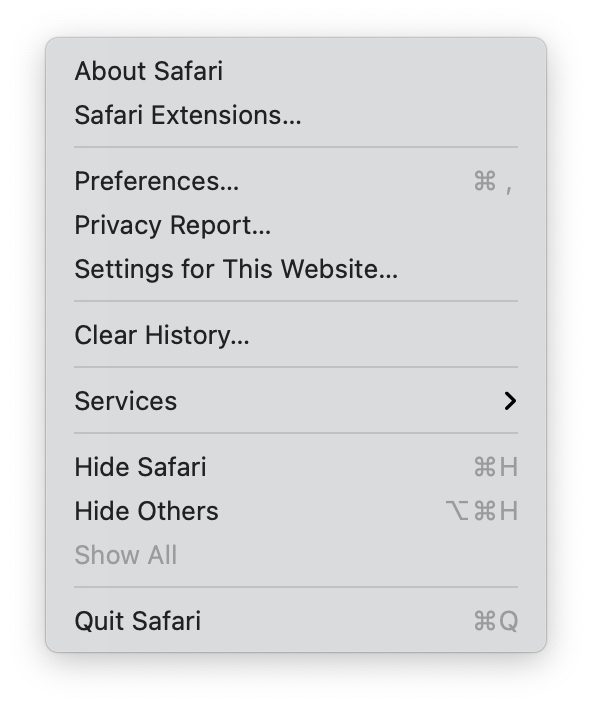 About Safari
Safari Extensions...
Preferences... ⌘ ,
Privacy Report...
Settings for This Website...
Clear History...
Services
Hide Safari ⌘H
Hide Others ⌥⌘H
Show All
Quit Safari ⌘Q